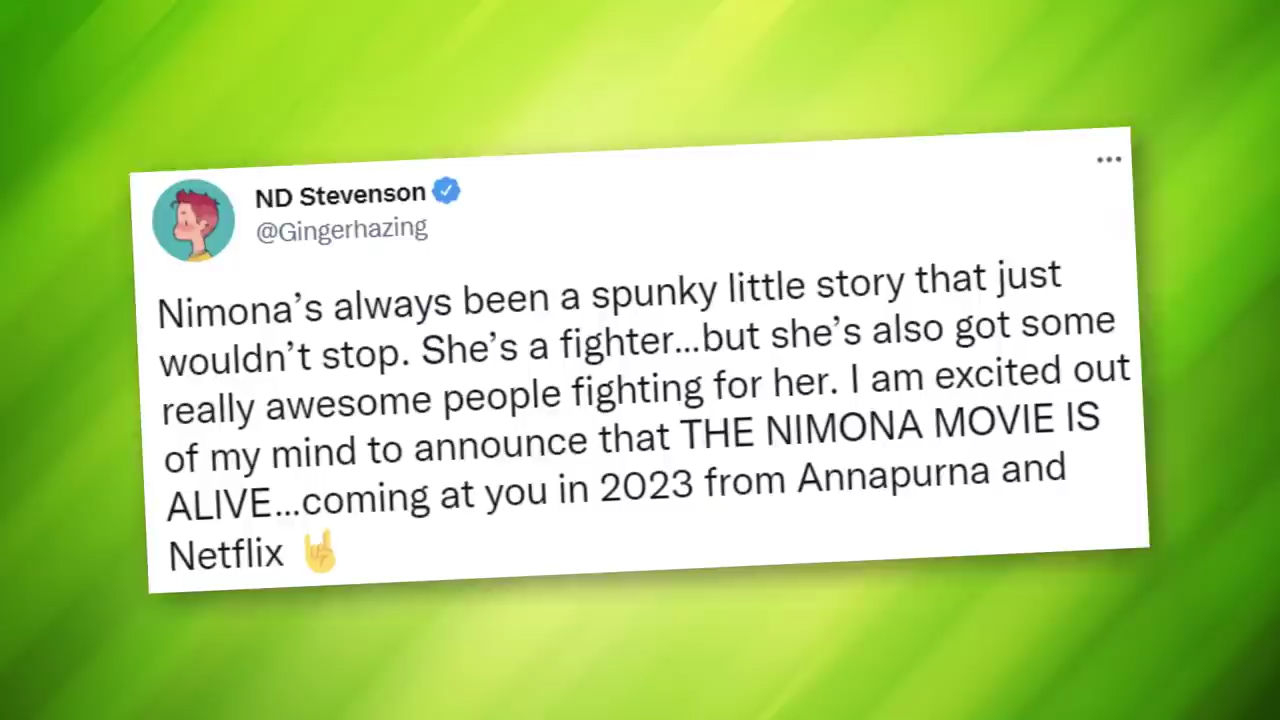 ND Stevenson
@Gingerhazing
Nimona’s always been a spunky little story that just
wouldn’t stop. She’s a fighter...but she’s also got some
really awesome people fighting for her. I am excited out
of my mind to announce that THE NIMONA MOVIE IS
ALIVE...coming at you in 2023 from Annapurna and
Netflix 🤘